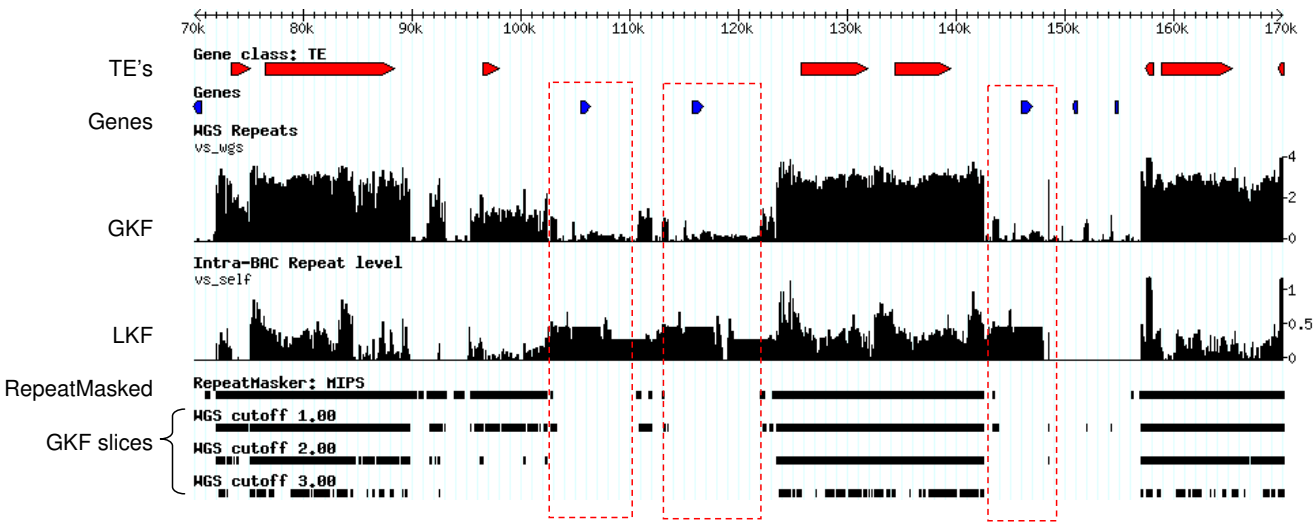 70k 80k 90k 100k 110k 120k 130k 140k 150k 160k 170k
Gene class: TE
TE's
Genes
Genes
WGS Repeats
vs_wgs
4
2
0
GKF
Intra-BAC Repeat level
vs_self
1
0.5
0
LKF
RepeatMasked
RepeatMasker: MIPS
WGS cutoff 1.00
GKF slices
WGS cutoff 2.00
WGS cutoff 3.00